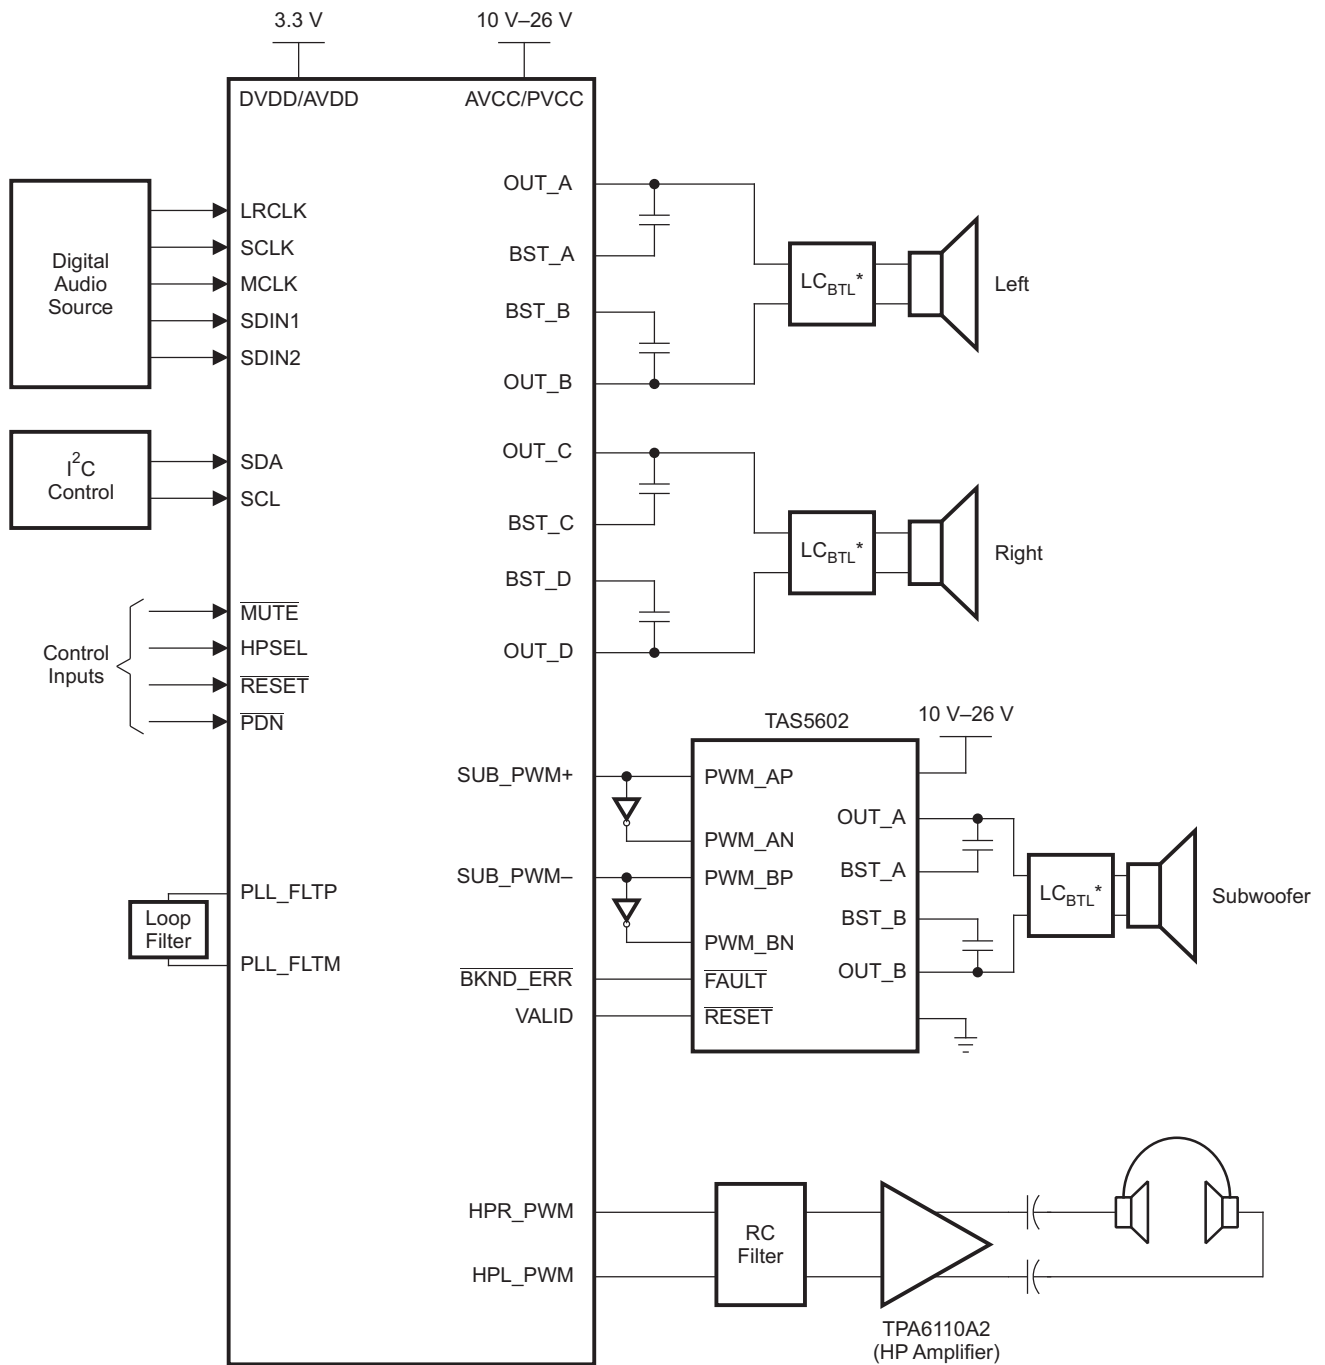 3.3 V
10 V–26 V
DVDD/AVDD
AVCC/PVCC
Digital
Audio
Source
LRCLK
SCLK
MCLK
SDIN1
SDIN2
I²C
Control
SDA
SCL
Control
Inputs
MUTE
HPSEL
RESET
PDN
Loop
Filter
PLL_FLTP
PLL_FLTM
OUT_A
BST_A
BST_B
OUT_B
LC_BTL*
Left
OUT_C
BST_C
BST_D
OUT_D
LC_BTL*
Right
SUB_PWM+
SUB_PWM–
BKND_ERR
VALID
TAS5602
10 V–26 V
PWM_AP
PWM_AN
PWM_BP
PWM_BN
FAULT
RESET
OUT_A
BST_A
BST_B
OUT_B
LC_BTL*
Subwoofer
HPR_PWM
HPL_PWM
RC
Filter
TPA6110A2
(HP Amplifier)